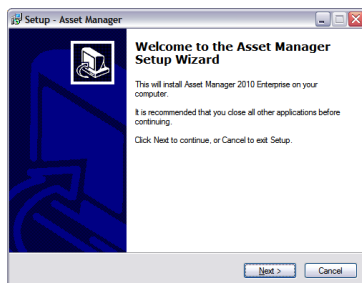 Setup - Asset Manager
Welcome to the Asset Manager
Setup Wizard
This will install Asset Manager 2010 Enterprise on your
computer.
It is recommended that you close all other applications before
continuing.
Click Next to continue, or Cancel to exit Setup.
Next >
Cancel